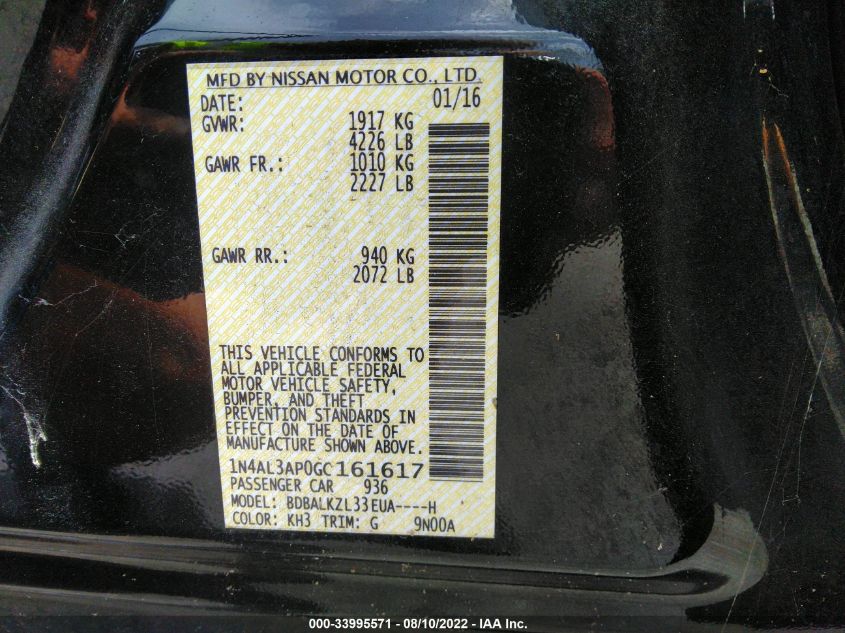 MFD BY NISSAN MOTOR CO., LTD.
DATE: 01/16
GVWR: 1917 KG
4226 LB
GAWR FR.: 1010 KG
2227 LB
GAWR RR.: 940 KG
2072 LB
THIS VEHICLE CONFORMS TO
ALL APPLICABLE FEDERAL
MOTOR VEHICLE SAFETY,
BUMPER, AND THEFT
PREVENTION STANDARDS IN
EFFECT ON THE DATE OF
MANUFACTURE SHOWN ABOVE.
1N4AL3AP0GC161617
PASSENGER CAR 936
MODEL: BDBALKZL33EUA----H
COLOR: KH3 TRIM: G 9N00A
000-33995571 - 08/10/2022 - IAA Inc.